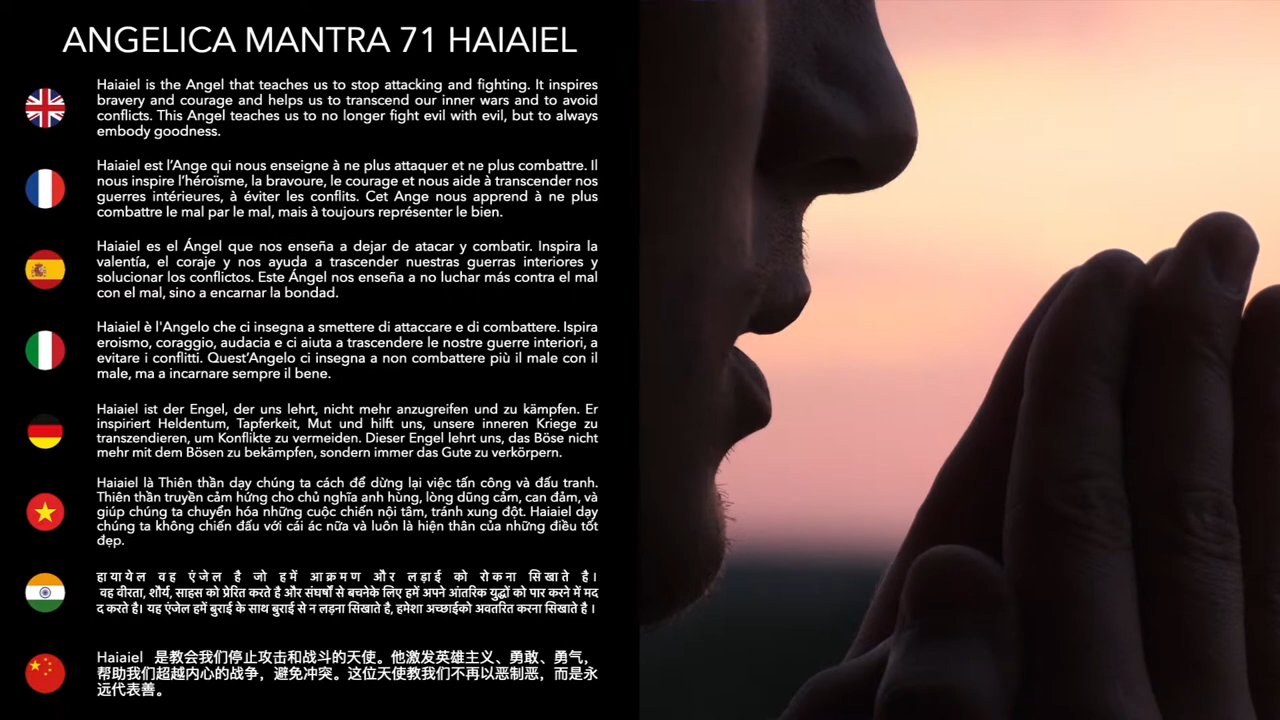 ANGELICA MANTRA 71 HAIAIEL
Haiaiel is the Angel that teaches us to stop attacking and fighting. It inspires
bravery and courage and helps us to transcend our inner wars and to avoid
conflicts. This Angel teaches us to no longer fight evil with evil, but to always
embody goodness.
Haiaiel est l’Ange qui nous enseigne à ne plus attaquer et ne plus combattre. Il
nous inspire l’héroïsme, la bravoure, le courage et nous aide à transcender nos
guerres intérieures, à éviter les conflits. Cet Ange nous apprend à ne plus
combattre le mal par le mal, mais à toujours représenter le bien.
Haiaiel es el Ángel que nos enseña a dejar de atacar y combatir. Inspira la
valentía, el coraje y nos ayuda a trascender nuestras guerras interiores y
solucionar los conflictos. Este Ángel nos enseña a no luchar más contra el mal
con el mal, sino a encarnar la bondad.
Haiaiel è l'Angelo che ci insegna a smettere di attaccare e di combattere. Ispira
eroismo, coraggio, audacia e ci aiuta a trascendere le nostre guerre interiori, a
evitare i conflitti. Quest’Angelo ci insegna a non combattere più il male con il
male, ma a incarnare sempre il bene.
Haiaiel ist der Engel, der uns lehrt, nicht mehr anzugreifen und zu kämpfen. Er
inspiriert Heldentum, Tapferkeit, Mut und hilft uns, unsere inneren Kriege zu
transzendieren, um Konflikte zu vermeiden. Dieser Engel lehrt uns, das Böse nicht
mehr mit dem Bösen zu bekämpfen, sondern immer das Gute zu verkörpern.
Haiaiel là Thiên thần dạy chúng ta cách để dừng lại việc tấn công và đấu tranh.
Thiên thần truyền cảm hứng cho chủ nghĩa anh hùng, lòng dũng cảm, can đảm, và
giúp chúng ta chuyển hóa những cuộc chiến nội tâm, tránh xung đột. Haiaiel dạy
chúng ta không chiến đấu với cái ác nữa và luôn là hiện thân của những điều tốt
đẹp.
हायायेल वह एंजेल है जो हमें आक्रमण और लड़ाई को रोकना सिखाते है।
वह वीरता, शौर्य, साहस को प्रेरित करते है और संघर्षों से बचनेके लिए हमें अपने आंतरिक युद्धों को पार करने में मद
द करते है। यह एंजेल हमें बुराई के साथ बुराई से न लड़ना सिखाते है, हमेशा अच्छाईको अवतरित करना सिखाते है ।
Haiaiel 是教会我们停止攻击和战斗的天使。他激发英雄主义、勇敢、勇气，
帮助我们超越内心的战争，避免冲突。这位天使教我们不再以恶制恶，而是永
远代表善。